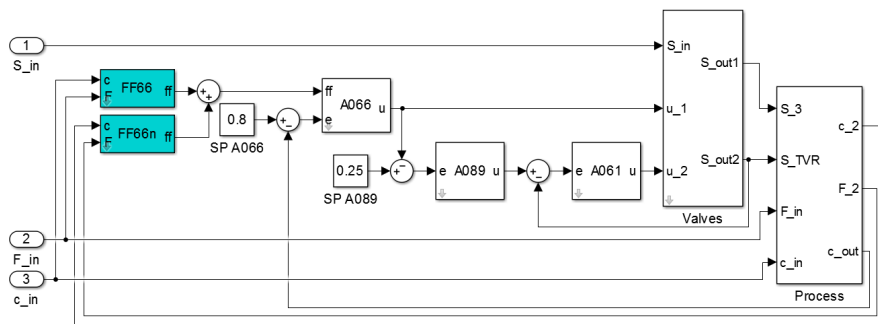 1
S_in
c
F
FF66
ff
c
F
FF66n
ff
+
+
0.8
SP A066
+
−
ff
e
A066
u
0.25
SP A089
+
−
e A089 u
+
−
e A061 u
S_in
u_1
u_2
S_out1
S_out2
Valves
S_3
S_TVR
F_in
c_in
c_2
F_2
c_out
Process
2
F_in
3
c_in